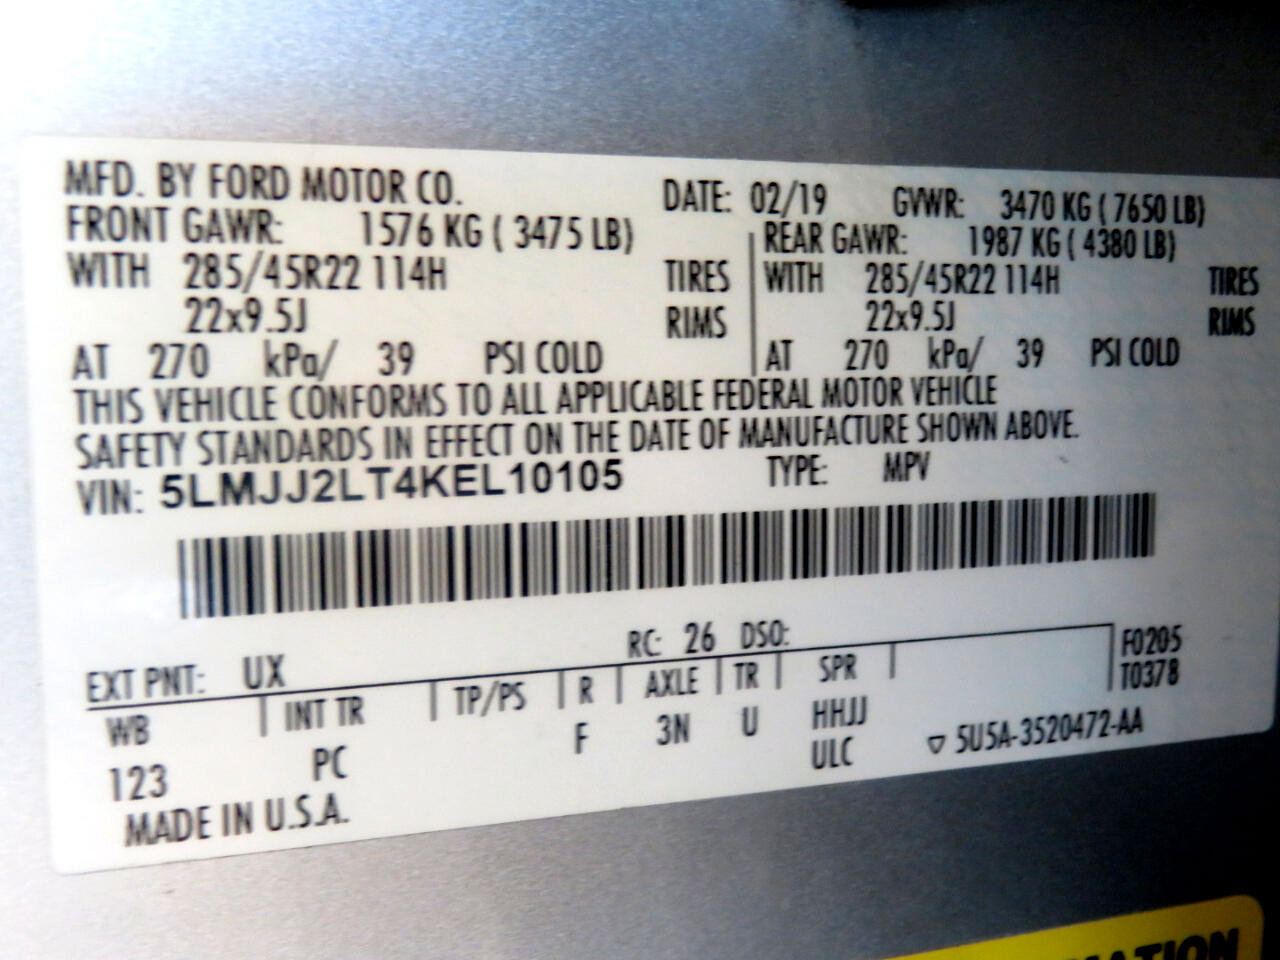 MFD. BY FORD MOTOR CO. DATE: 02/19 GVWR: 3470 KG ( 7650 LB)
FRONT GAWR: 1576 KG ( 3475 LB) REAR GAWR: 1987 KG ( 4380 LB)
WITH 285/45R22 114H TIRES WITH 285/45R22 114H TIRES
22x9.5J RIMS 22x9.5J RIMS
AT 270 kPa/ 39 PSI COLD AT 270 kPa/ 39 PSI COLD
THIS VEHICLE CONFORMS TO ALL APPLICABLE FEDERAL MOTOR VEHICLE
SAFETY STANDARDS IN EFFECT ON THE DATE OF MANUFACTURE SHOWN ABOVE.
VIN: 5LMJJ2LT4KEL10105 TYPE: MPV
EXT PNT: UX RC: 26 DSO: F0205
WB INT TR TP/PS R AXLE TR SPR T0378
123 PC F 3N U HHJJ
ULC ▽ 5U5A-3520472-AA
MADE IN U.S.A.